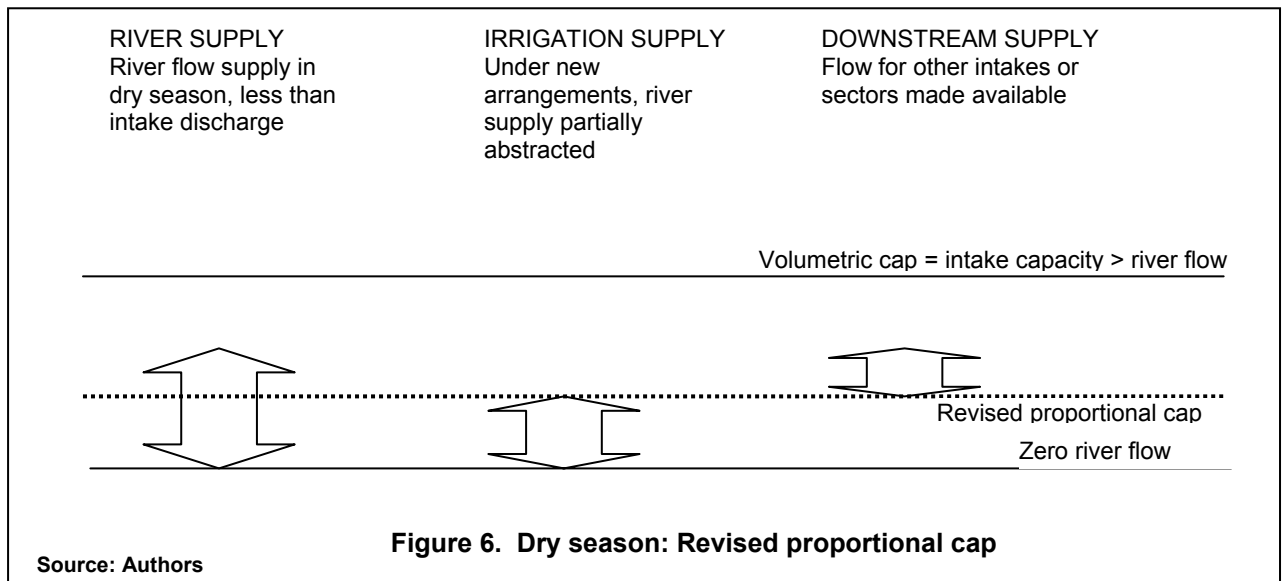 RIVER SUPPLY
River flow supply in
dry season, less than
intake discharge
IRRIGATION SUPPLY
Under new
arrangements, river
supply partially
abstracted
DOWNSTREAM SUPPLY
Flow for other intakes or
sectors made available
Volumetric cap = intake capacity > river flow
Revised proportional cap
Zero river flow
Figure 6. Dry season: Revised proportional cap
Source: Authors